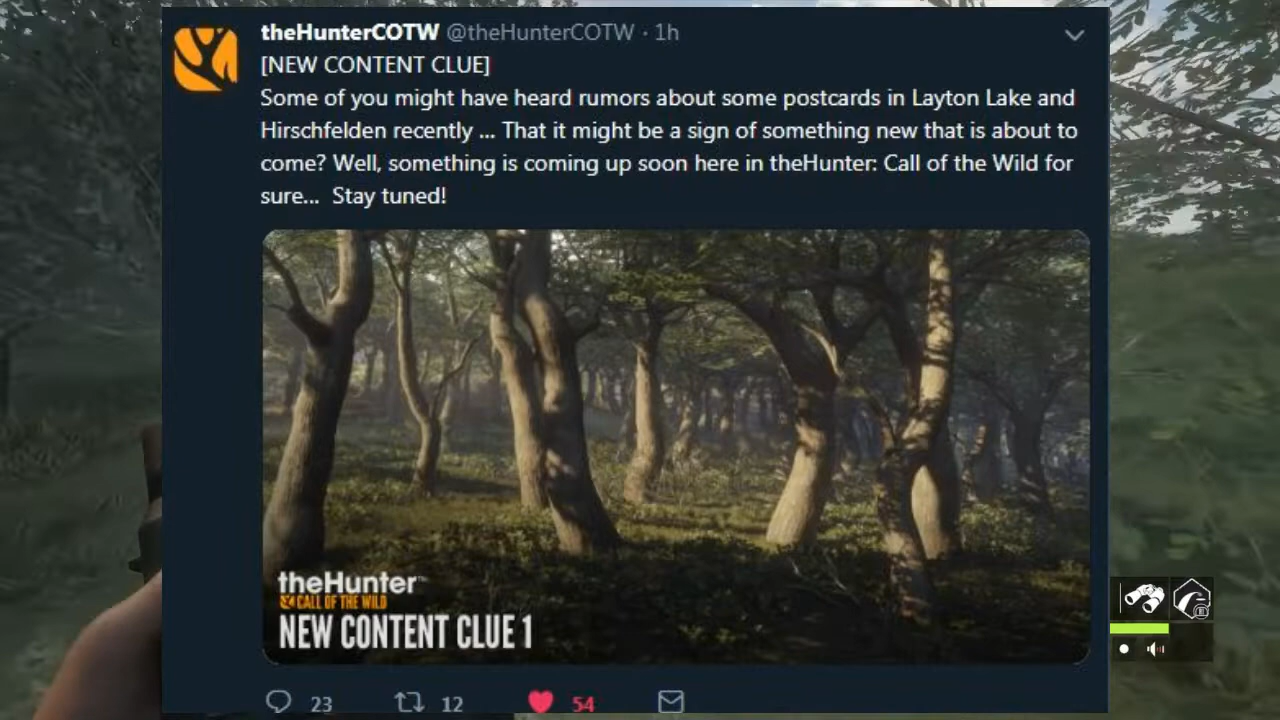 theHunterCOTW @theHunterCOTW · 1h
[NEW CONTENT CLUE]
Some of you might have heard rumors about some postcards in Layton Lake and
Hirschfelden recently ... That it might be a sign of something new that is about to
come? Well, something is coming up soon here in theHunter: Call of the Wild for
sure... Stay tuned!
theHunter™
CALL OF THE WILD
NEW CONTENT CLUE 1
23 12 54